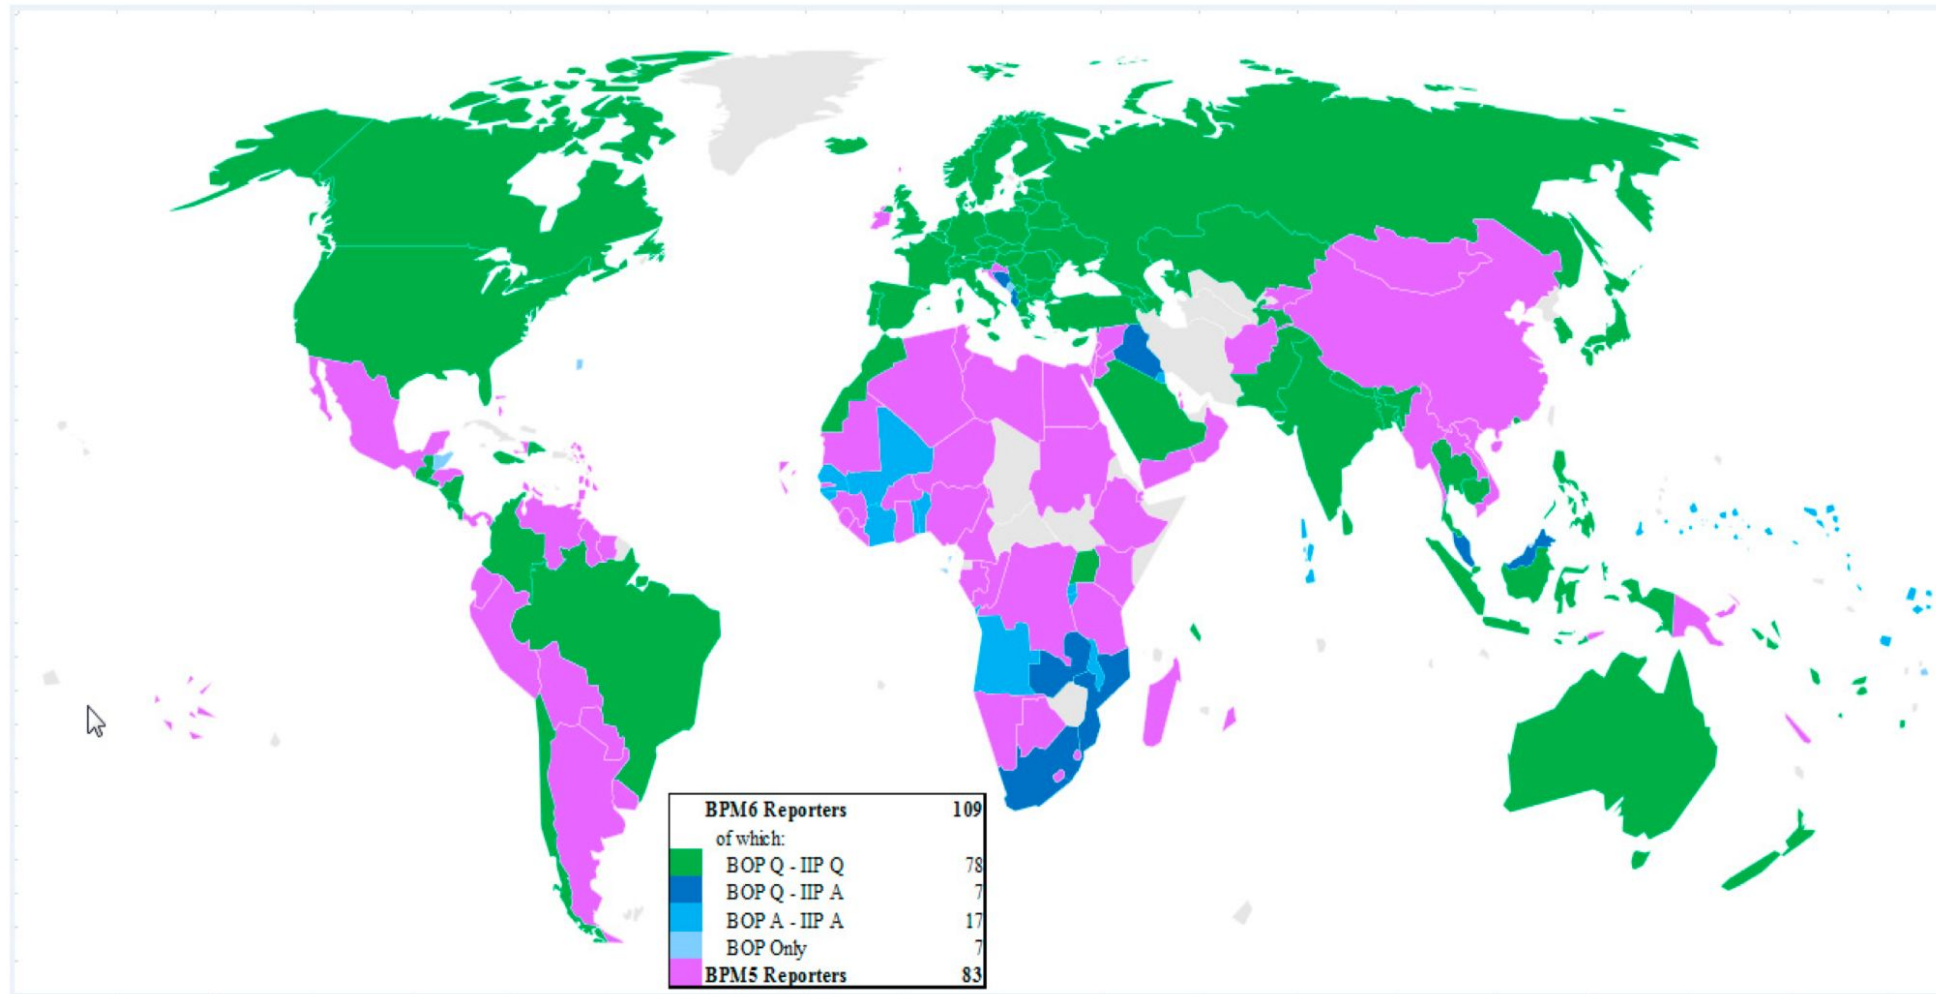 BPM6 Reporters 109
of which:
BOP Q - IIP Q 78
BOP Q - IIP A 7
BOP A - IIP A 17
BOP Only 7
BPM5 Reporters 83